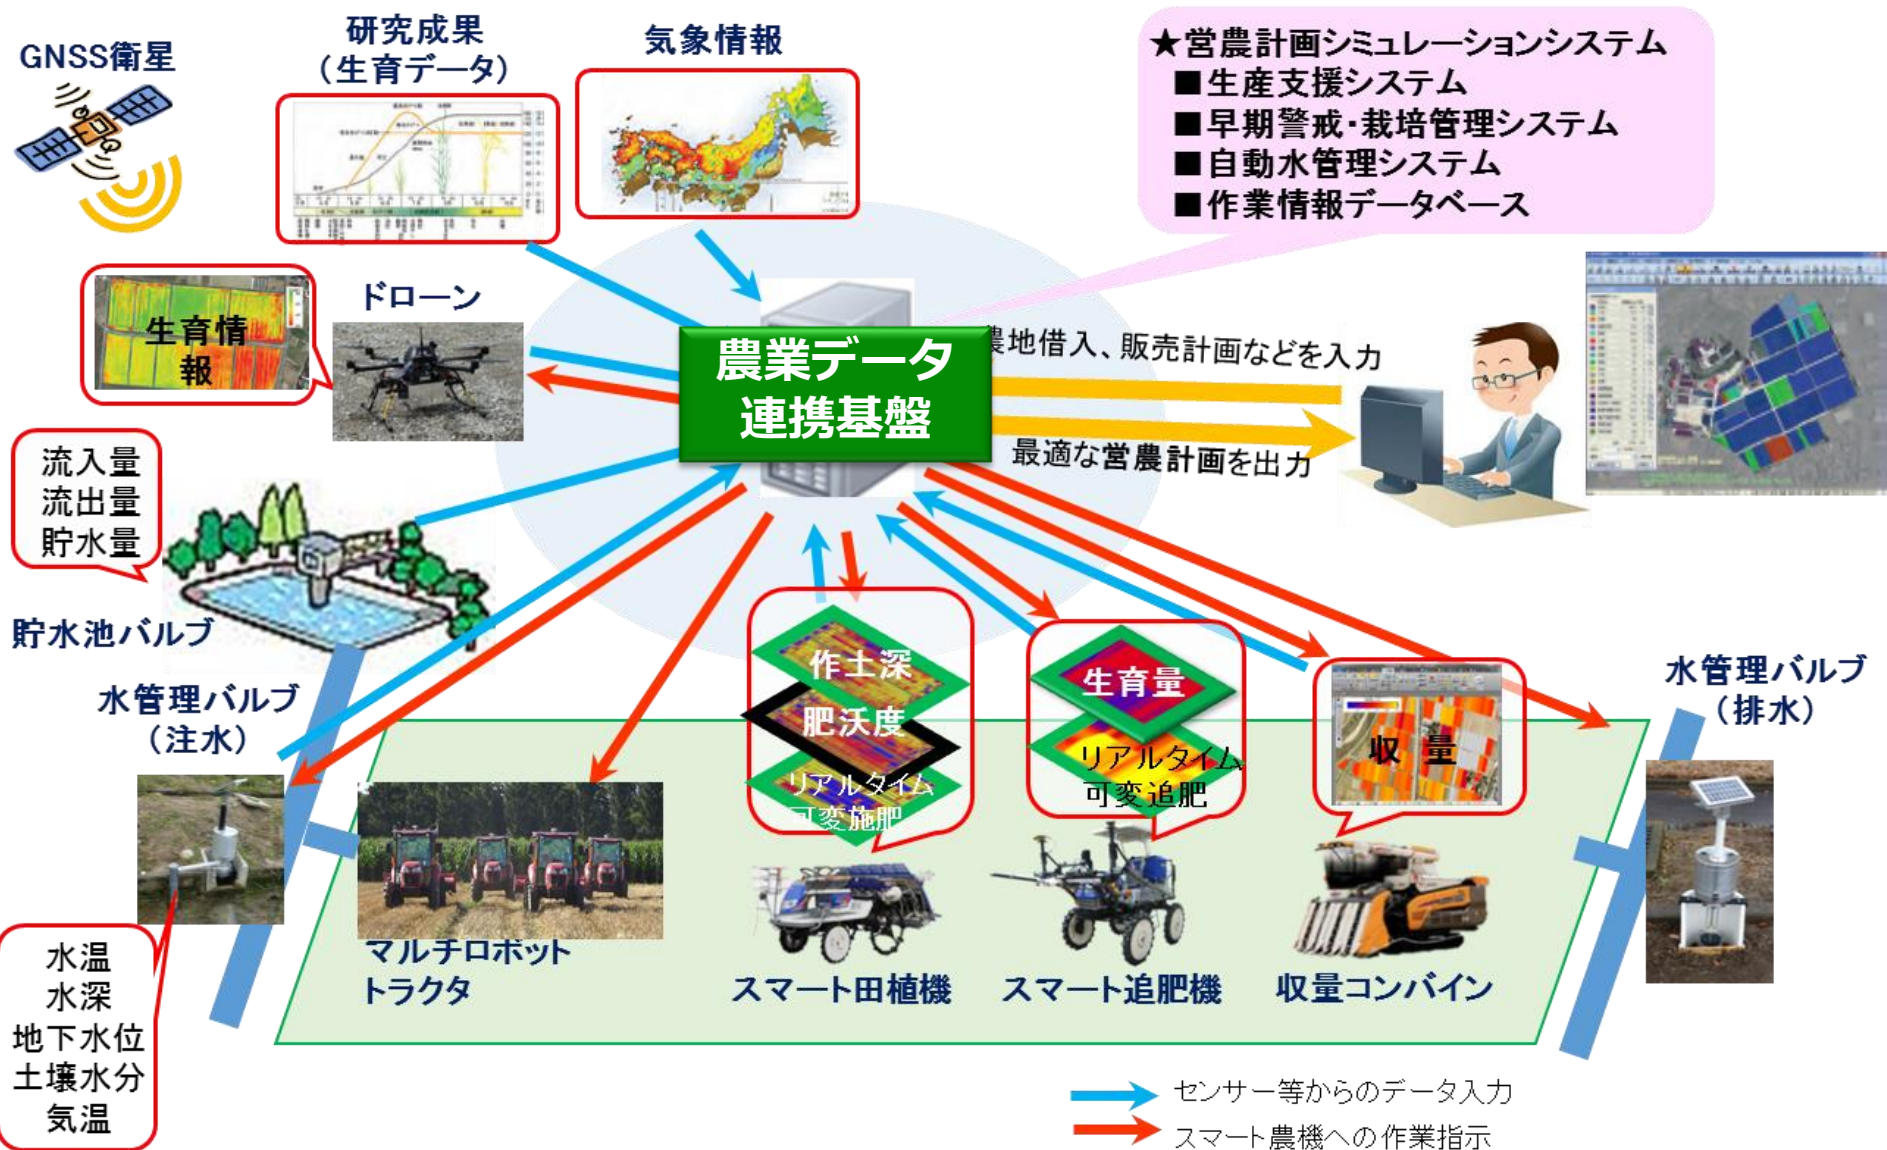 GNSS衛星
研究成果
（生育データ）
気象情報
★営農計画シミュレーションシステム
■生産支援システム
■早期警戒・栽培管理システム
■自動水管理システム
■作業情報データベース
生育情
報
ドローン
農業データ
連携基盤
農地借入、販売計画などを入力
最適な営農計画を出力
流入量
流出量
貯水量
貯水池バルブ
水管理バルブ
（注水）
作土深
肥沃度
リアルタイム
可変施肥
生育量
リアルタイム
可変追肥
収 量
水管理バルブ
（排水）
マルチロボット
トラクタ
スマート田植機
スマート追肥機
収量コンバイン
水温
水深
地下水位
土壌水分
気温
センサー等からのデータ入力
スマート農機への作業指示